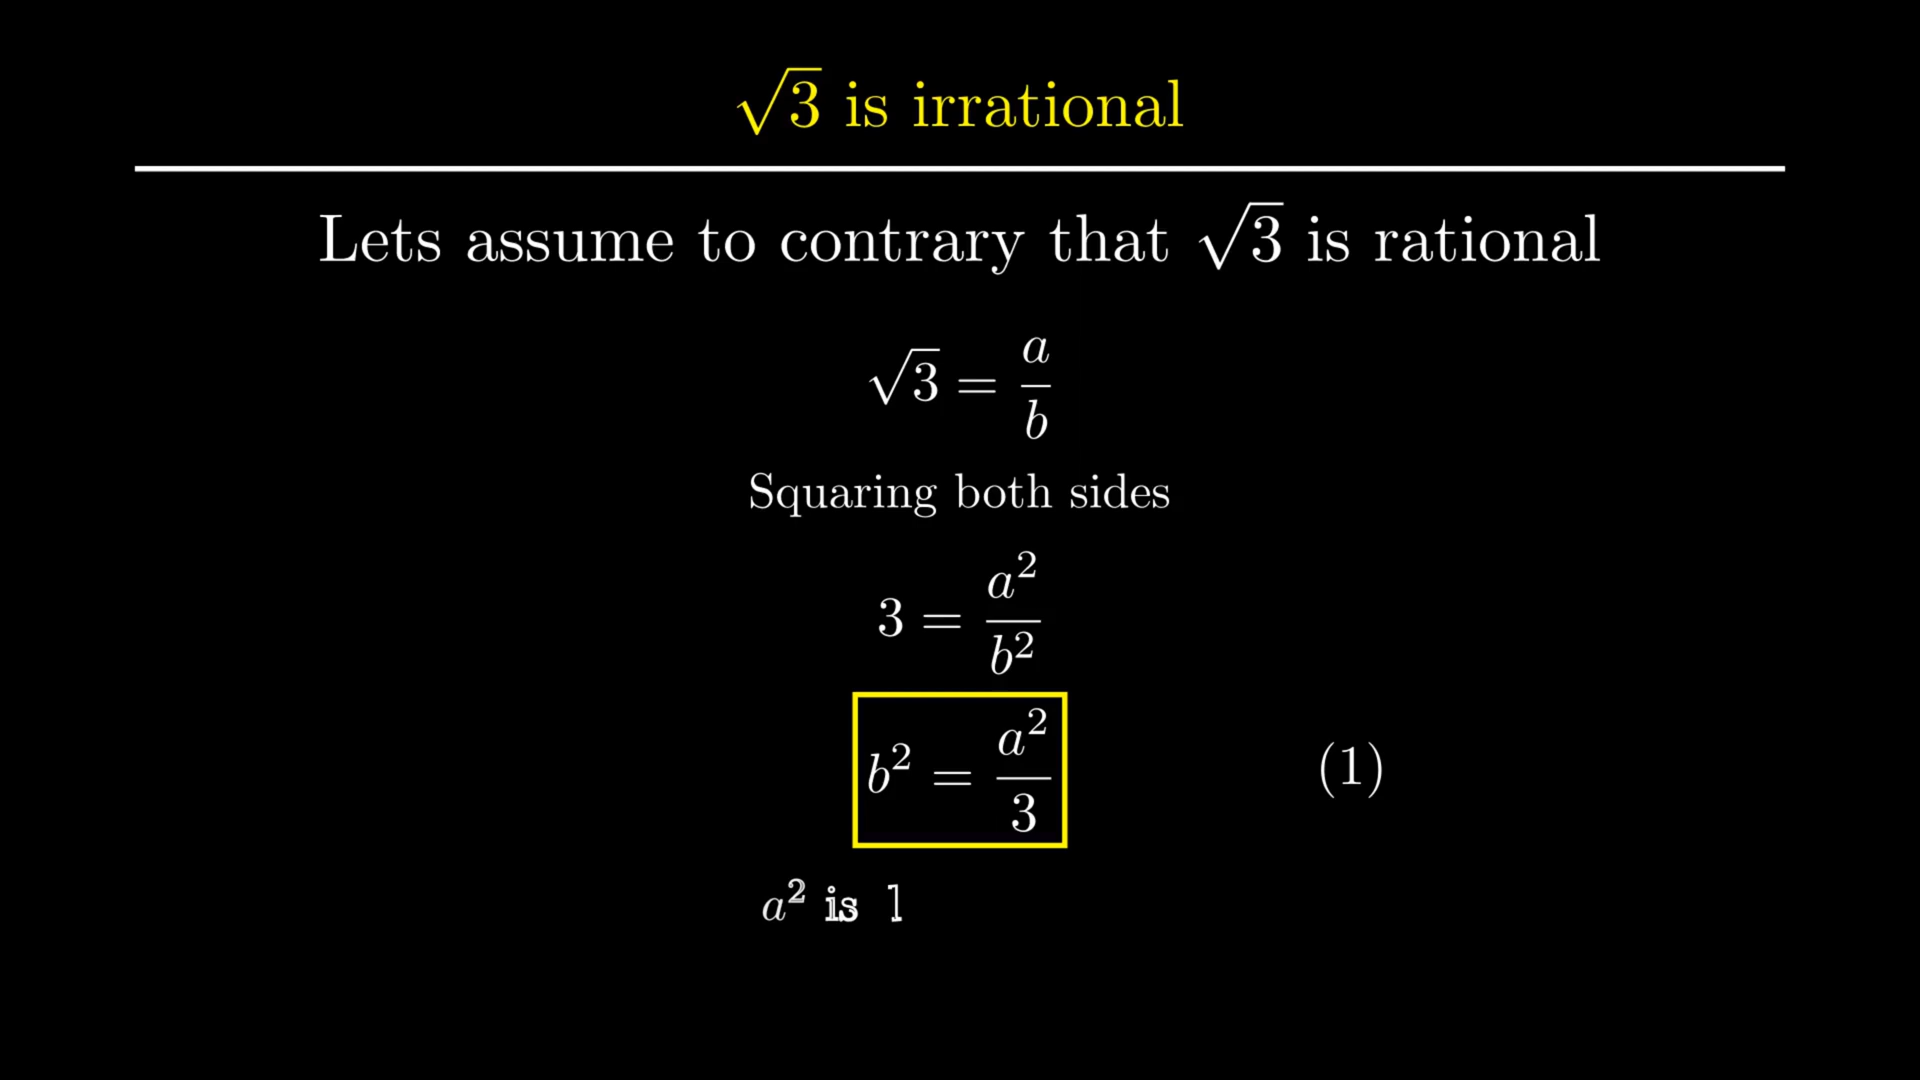 √3 is irrational
Lets assume to contrary that √3 is rational
√3 = a/b
Squaring both sides
3 = a²/b²
b² = a²/3 (1)
a² is